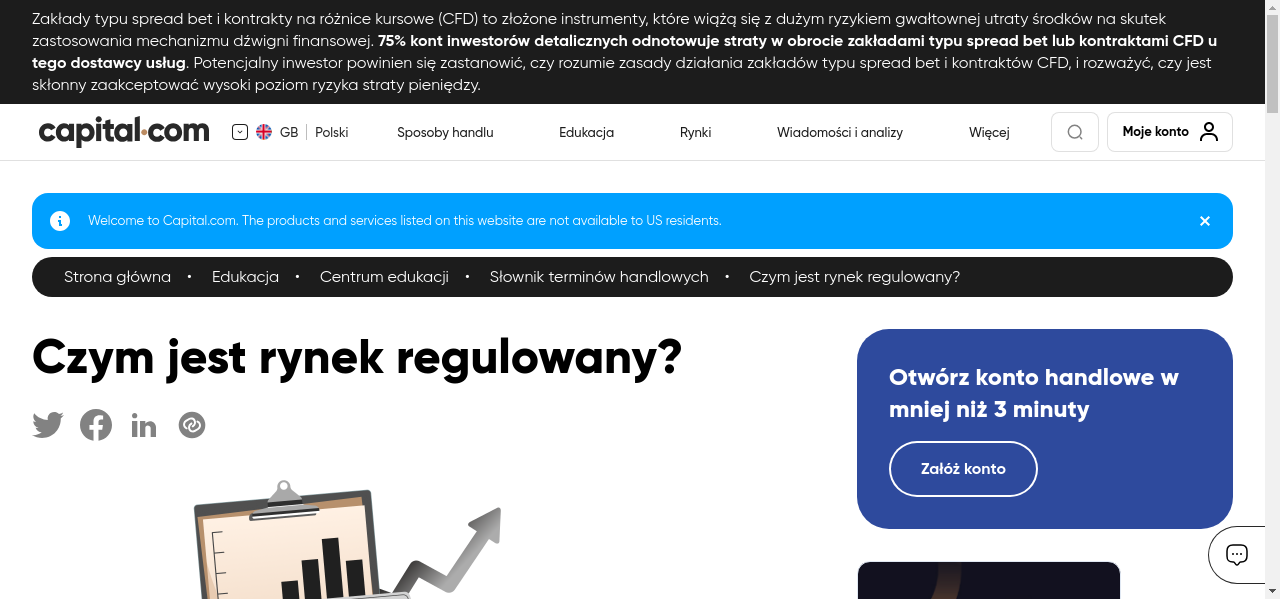 Zakłady typu spread bet i kontrakty na różnice kursowe (CFD) to złożone instrumenty, które wiążą się z dużym ryzykiem gwałtownej utraty środków na skutek
zastosowania mechanizmu dźwigni finansowej. 75% kont inwestorów detalicznych odnotowuje straty w obrocie zakładami typu spread bet lub kontraktami CFD u
tego dostawcy usług. Potencjalny inwestor powinien się zastanowić, czy rozumie zasady działania zakładów typu spread bet i kontraktów CFD, i rozważyć, czy jest
skłonny zaakceptować wysoki poziom ryzyka straty pieniędzy.
capital.com GB Polski Sposoby handlu Edukacja Rynki Wiadomości i analizy Więcej Moje konto
Welcome to Capital.com. The products and services listed on this website are not available to US residents.
Strona główna • Edukacja • Centrum edukacji • Słownik terminów handlowych • Czym jest rynek regulowany?
Czym jest rynek regulowany?
Otwórz konto handlowe w
mniej niż 3 minuty
Załóż konto